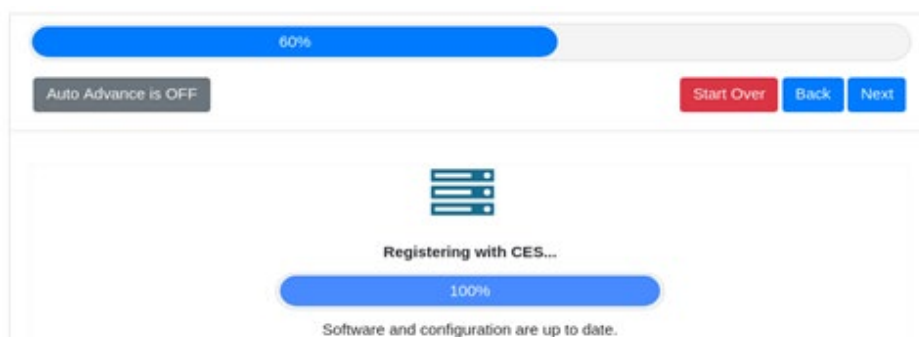 60%
Auto Advance is OFF Start Over Back Next
Registering with CES...
100%
Software and configuration are up to date.